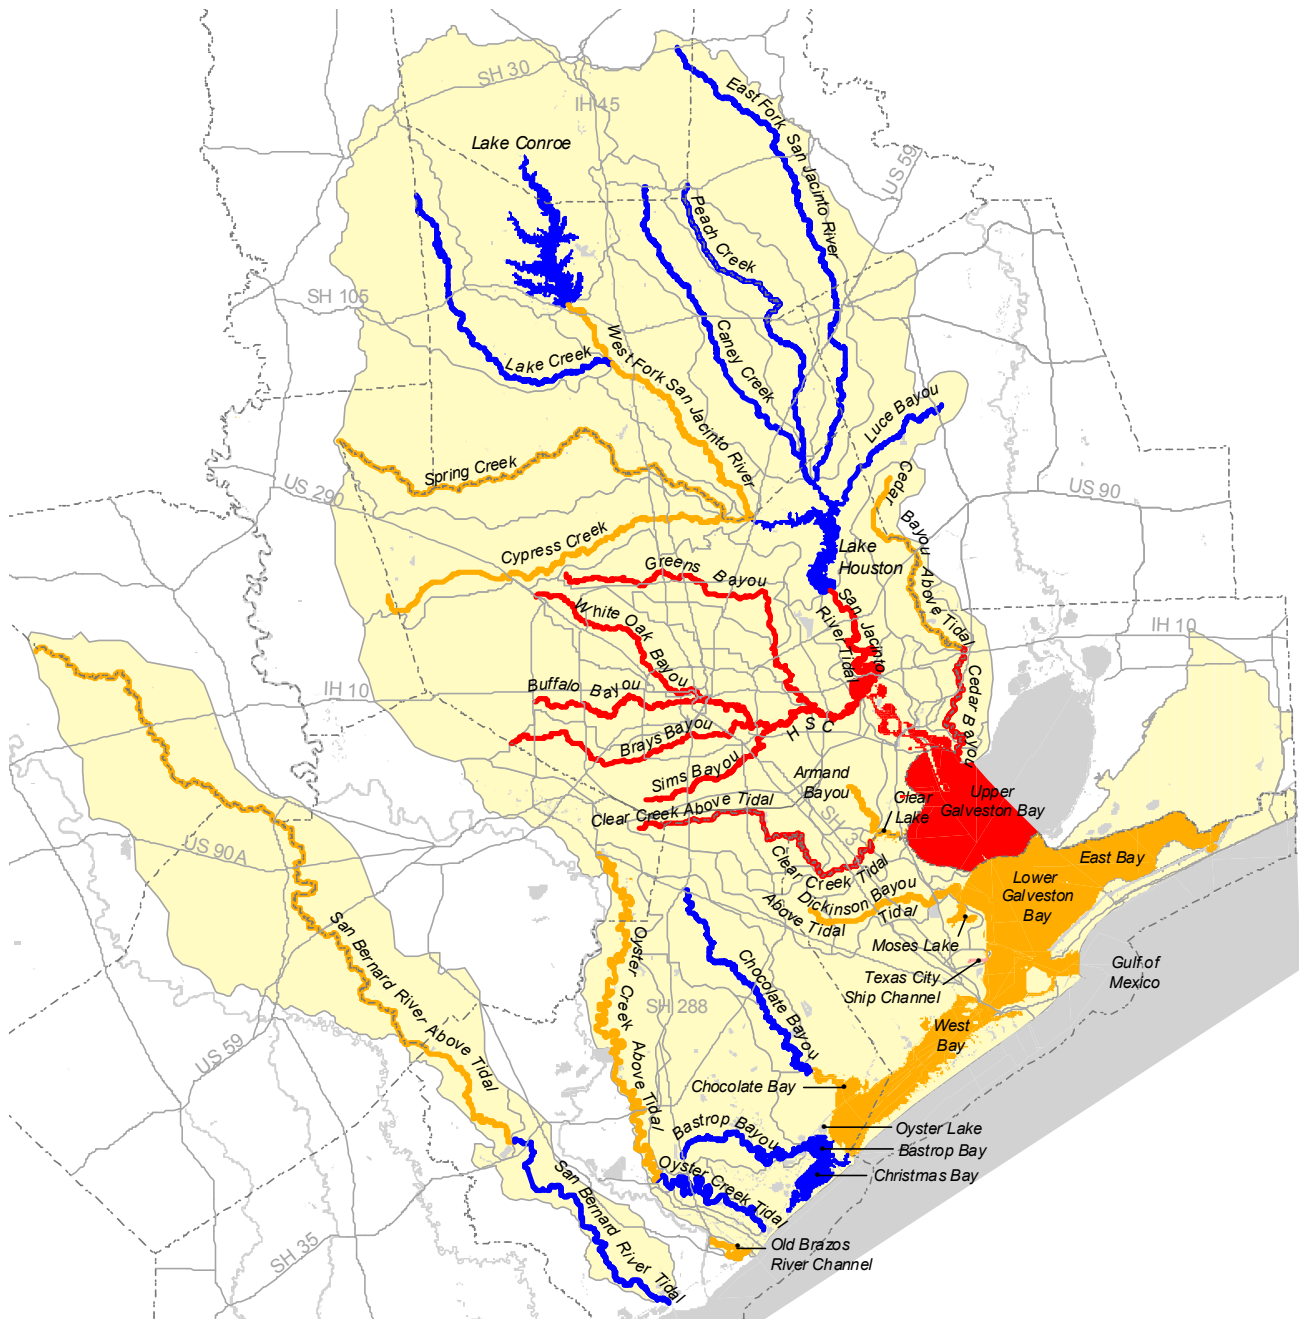 SH 30
IH 45
East Fork San Jacinto River
US 59
Lake Conroe
Peach Creek
SH 105
West Fork San Jacinto River
Caney Creek
Lake Creek
Luce Bayou
Spring Creek
US 290
Cedar Bayou Above Tidal
US 90
Cypress Creek
Lake
Houston
Greens Bayou
White Oak Bayou
San Jacinto
River Tidal
IH 10
Cedar Bayou
IH 10
Buffalo Bayou
Brays Bayou
H S C
Sims Bayou
Armand
Bayou
Clear
Lake
Upper
Galveston Bay
Clear Creek Above Tidal
SH 35
US 90A
Clear Creek Tidal
East Bay
Lower
Galveston
Bay
Dickinson Bayou
Above Tidal
Tidal
Moses Lake
San Bernard River Above Tidal
Oyster Creek Above Tidal
Chocolate Bayou
Texas City
Ship Channel
Gulf of
Mexico
SH 288
West
Bay
US 59
Chocolate Bay
Oyster Lake
Bastrop Bayou
Bastrop Bay
Oyster Creek Tidal
Christmas Bay
San Bernard River Tidal
SH 35
Old Brazos
River Channel